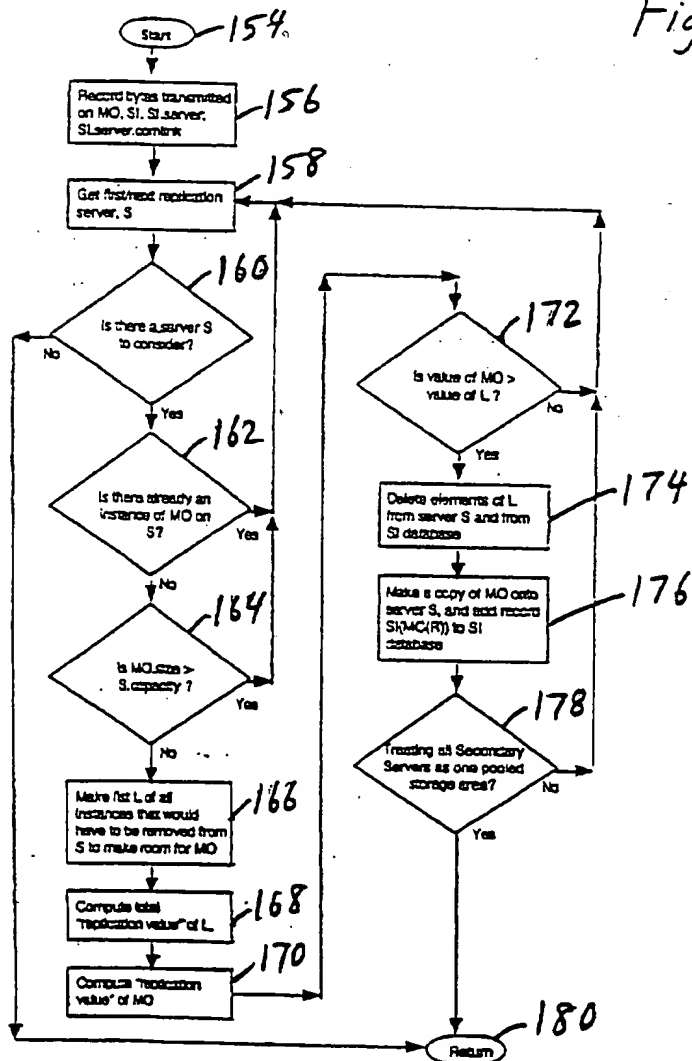 Fig
Start
154
Record bytes transmitted
on MO, SI, SI.server,
SI.server.comlink
156
158
Get first/next replication
server, S
160
Is there a server S
to consider?
No
Yes
162
Is there already an
instance of MO on
S?
Yes
No
164
Is MO.size >
S.capacity?
Yes
No
Make list L of all
instances that would
have to be removed from
S to make room for MO
166
Compute total
"replication value" of L
168
170
Compute "replication
value" of MO
172
Is value of MO >
value of L?
No
Yes
Delete elements of L
from server S and from
SI database
174
Make a copy of MO onto
server S, and add record
SI(MC(R)) to SI
database
176
178
Treating all Secondary
Servers as one pooled
storage area?
No
Yes
180
Return